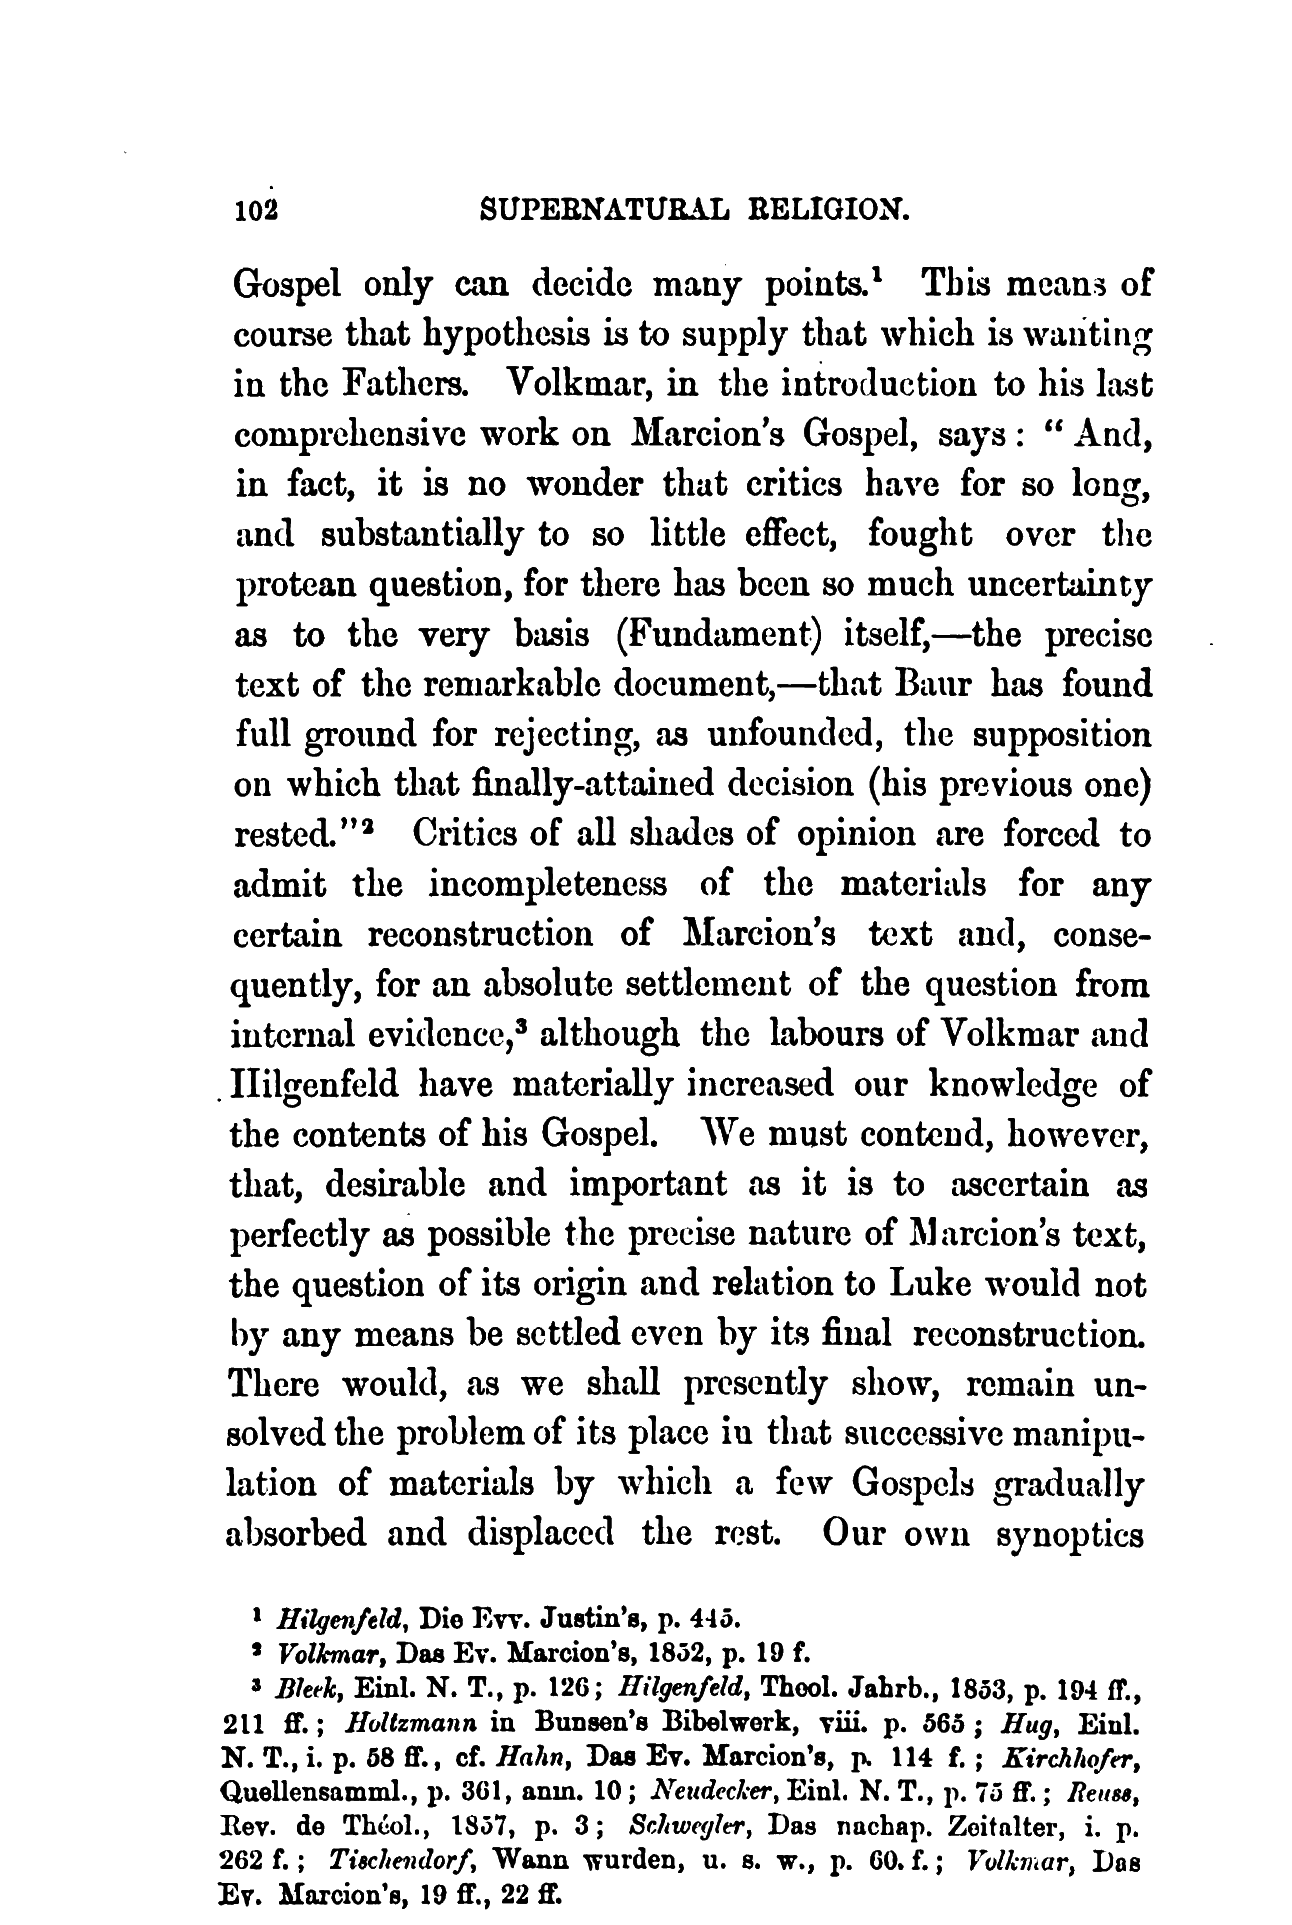 102 SUPERNATURAL RELIGION.
Gospel only can decide many points.¹ This means of
course that hypothesis is to supply that which is wanting
in the Fathers. Volkmar, in the introduction to his last
comprehensive work on Marcion's Gospel, says: "And,
in fact, it is no wonder that critics have for so long,
and substantially to so little effect, fought over the
protean question, for there has been so much uncertainty
as to the very basis (Fundament) itself,—the precise
text of the remarkable document,—that Baur has found
full ground for rejecting, as unfounded, the supposition
on which that finally-attained decision (his previous one)
rested."² Critics of all shades of opinion are forced to
admit the incompleteness of the materials for any
certain reconstruction of Marcion's text and, conse-
quently, for an absolute settlement of the question from
internal evidence,³ although the labours of Volkmar and
Hilgenfeld have materially increased our knowledge of
the contents of his Gospel. We must contend, however,
that, desirable and important as it is to ascertain as
perfectly as possible the precise nature of Marcion's text,
the question of its origin and relation to Luke would not
by any means be settled even by its final reconstruction.
There would, as we shall presently show, remain un-
solved the problem of its place in that successive manipu-
lation of materials by which a few Gospels gradually
absorbed and displaced the rest. Our own synoptics
¹ Hilgenfeld, Die Evv. Justin's, p. 445.
² Volkmar, Das Ev. Marcion's, 1852, p. 19 f.
³ Bleek, Einl. N. T., p. 126; Hilgenfeld, Theol. Jahrb., 1853, p. 194 ff.,
211 ff.; Holtzmann in Bunsen's Bibelwerk, viii. p. 565; Hug, Einl.
N. T., i. p. 58 ff., cf. Hahn, Das Ev. Marcion's, p. 114 f.; Kirchhofer,
Quellensamml., p. 361, anm. 10; Neudecker, Einl. N. T., p. 75 ff.; Reuss,
Rev. de Théol., 1857, p. 3; Schwegler, Das nachap. Zeitalter, i. p.
262 f.; Tischendorf, Wann wurden, u. s. w., p. 60. f.; Volkmar, Das
Ev. Marcion's, 19 ff., 22 ff.